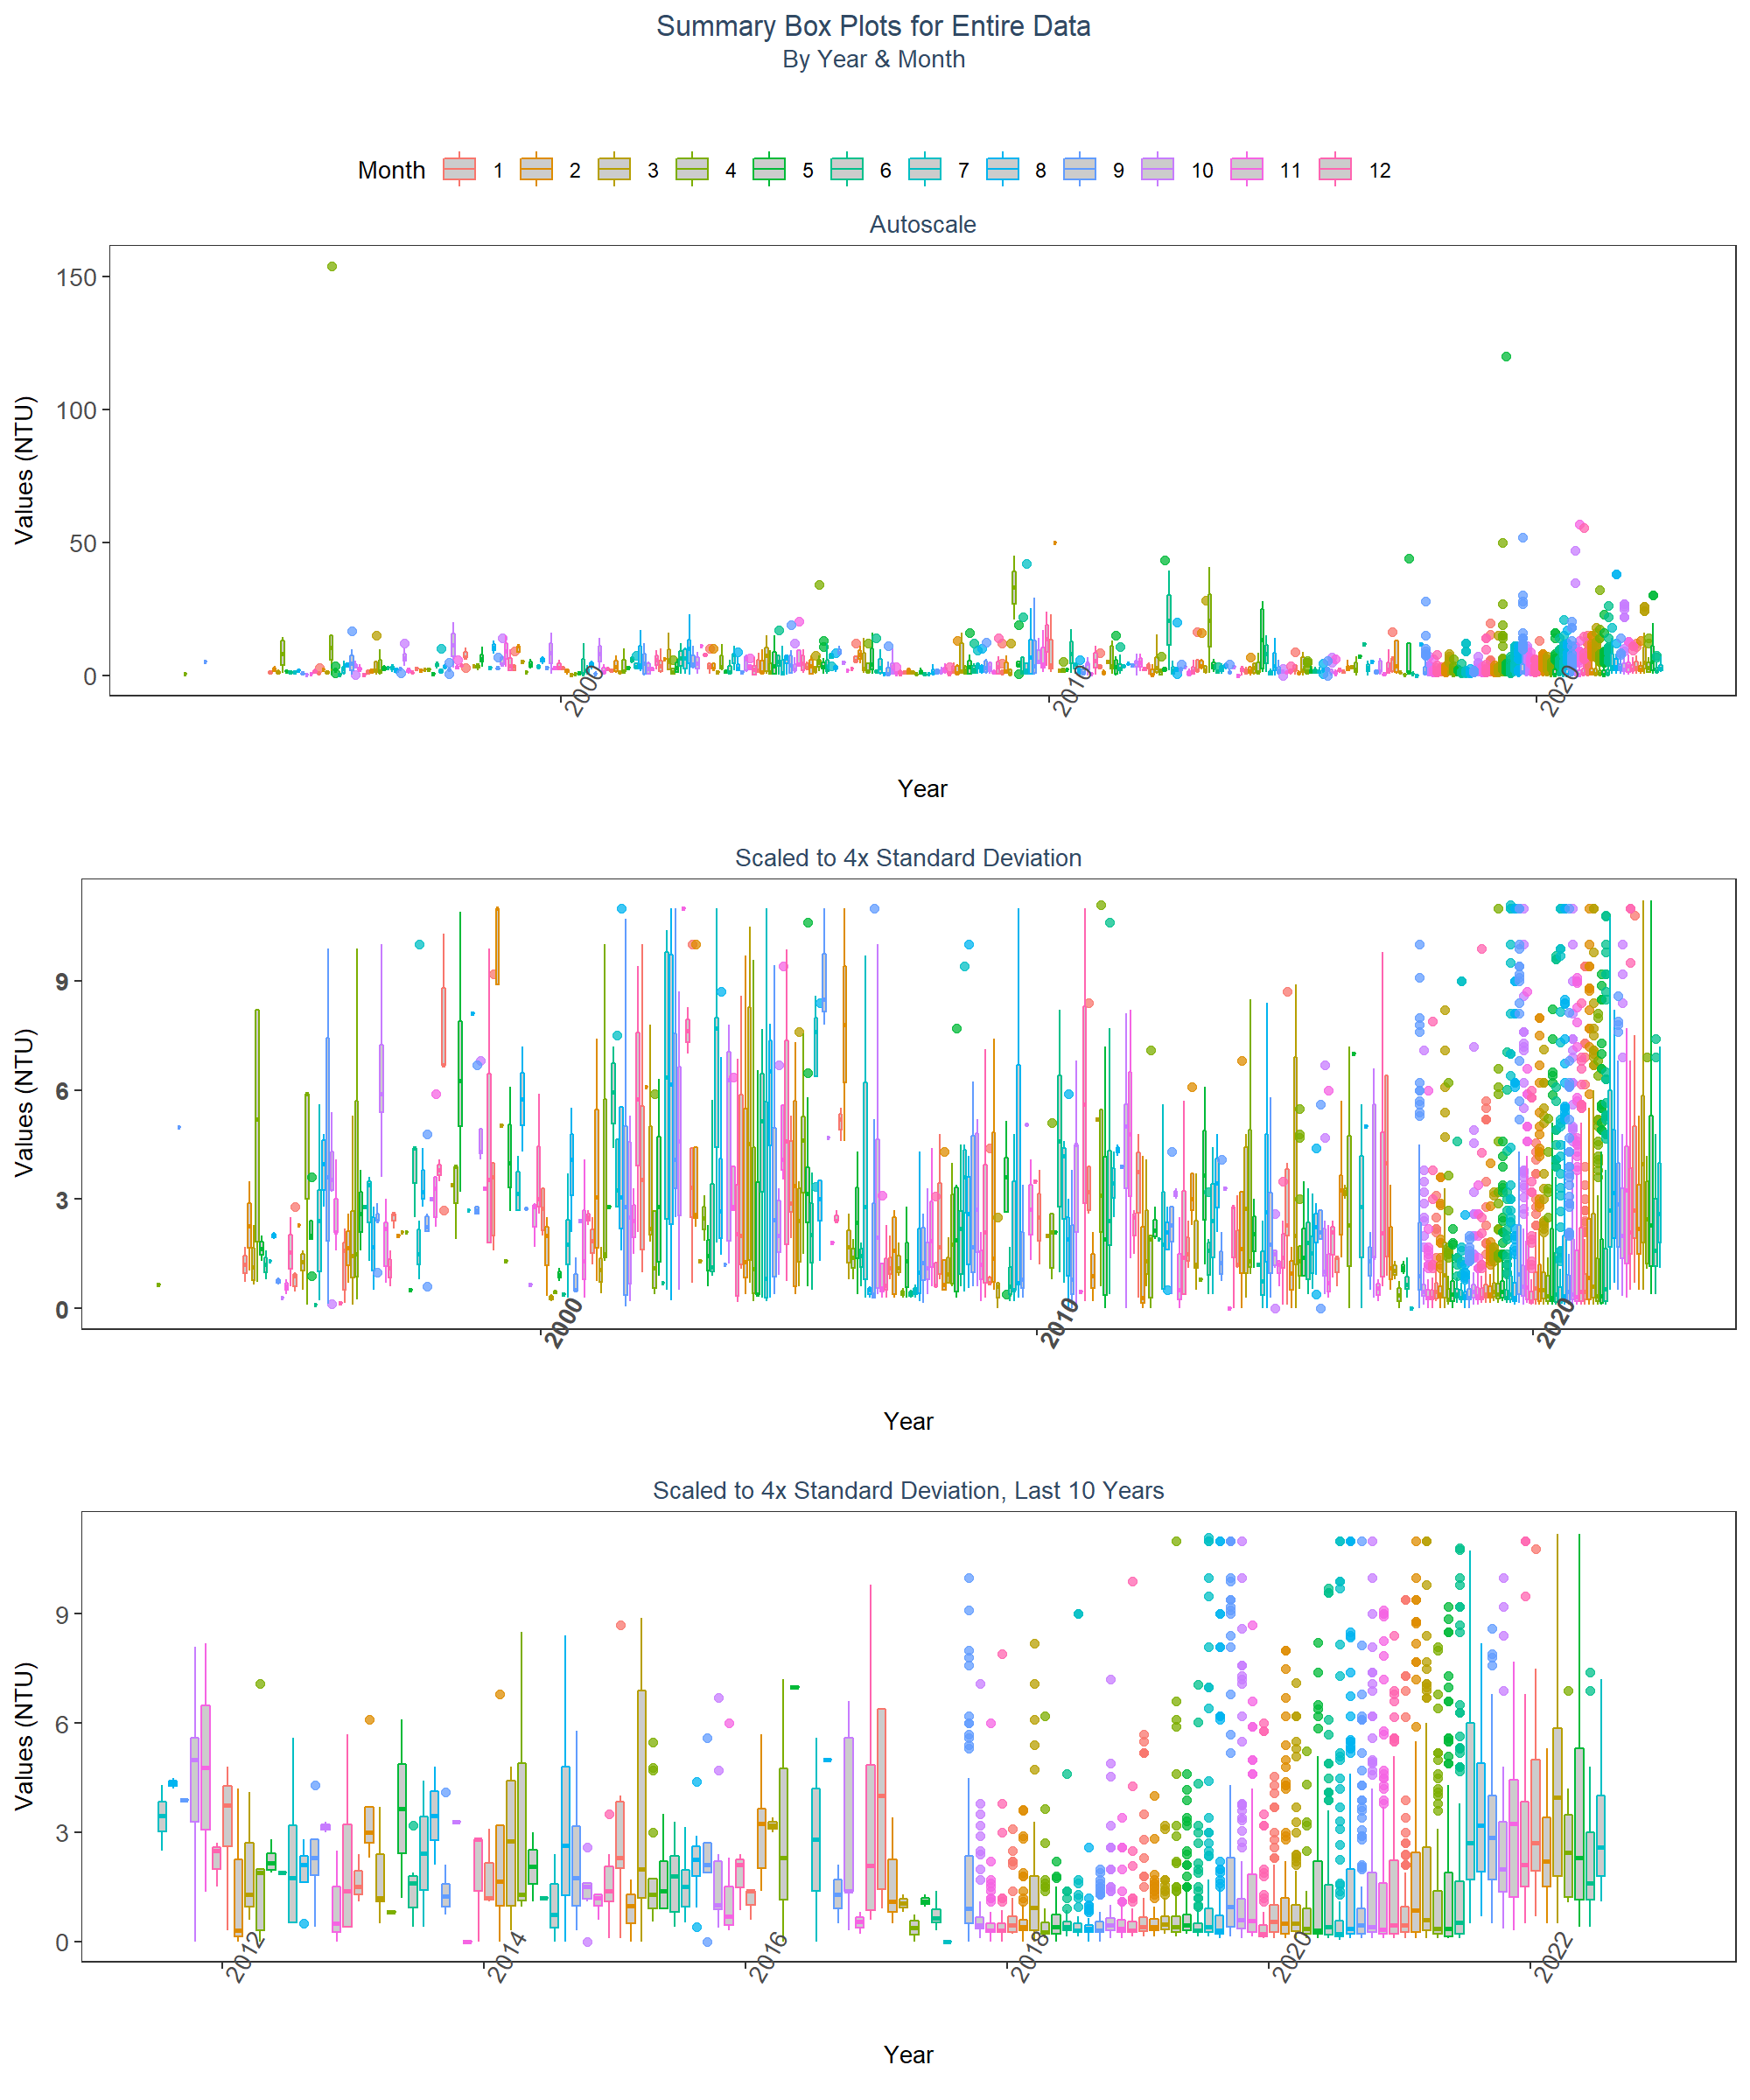 Summary Box Plots for Entire Data
By Year & Month
Month 1 2 3 4 5 6 7 8 9 10 11 12
Autoscale
Values (NTU)
150
100
50
0
2000 2010 2020
Year
Scaled to 4x Standard Deviation
Values (NTU)
9
6
3
0
2000 2010 2020
Year
Scaled to 4x Standard Deviation, Last 10 Years
Values (NTU)
9
6
3
0
2012 2014 2016 2018 2020 2022
Year